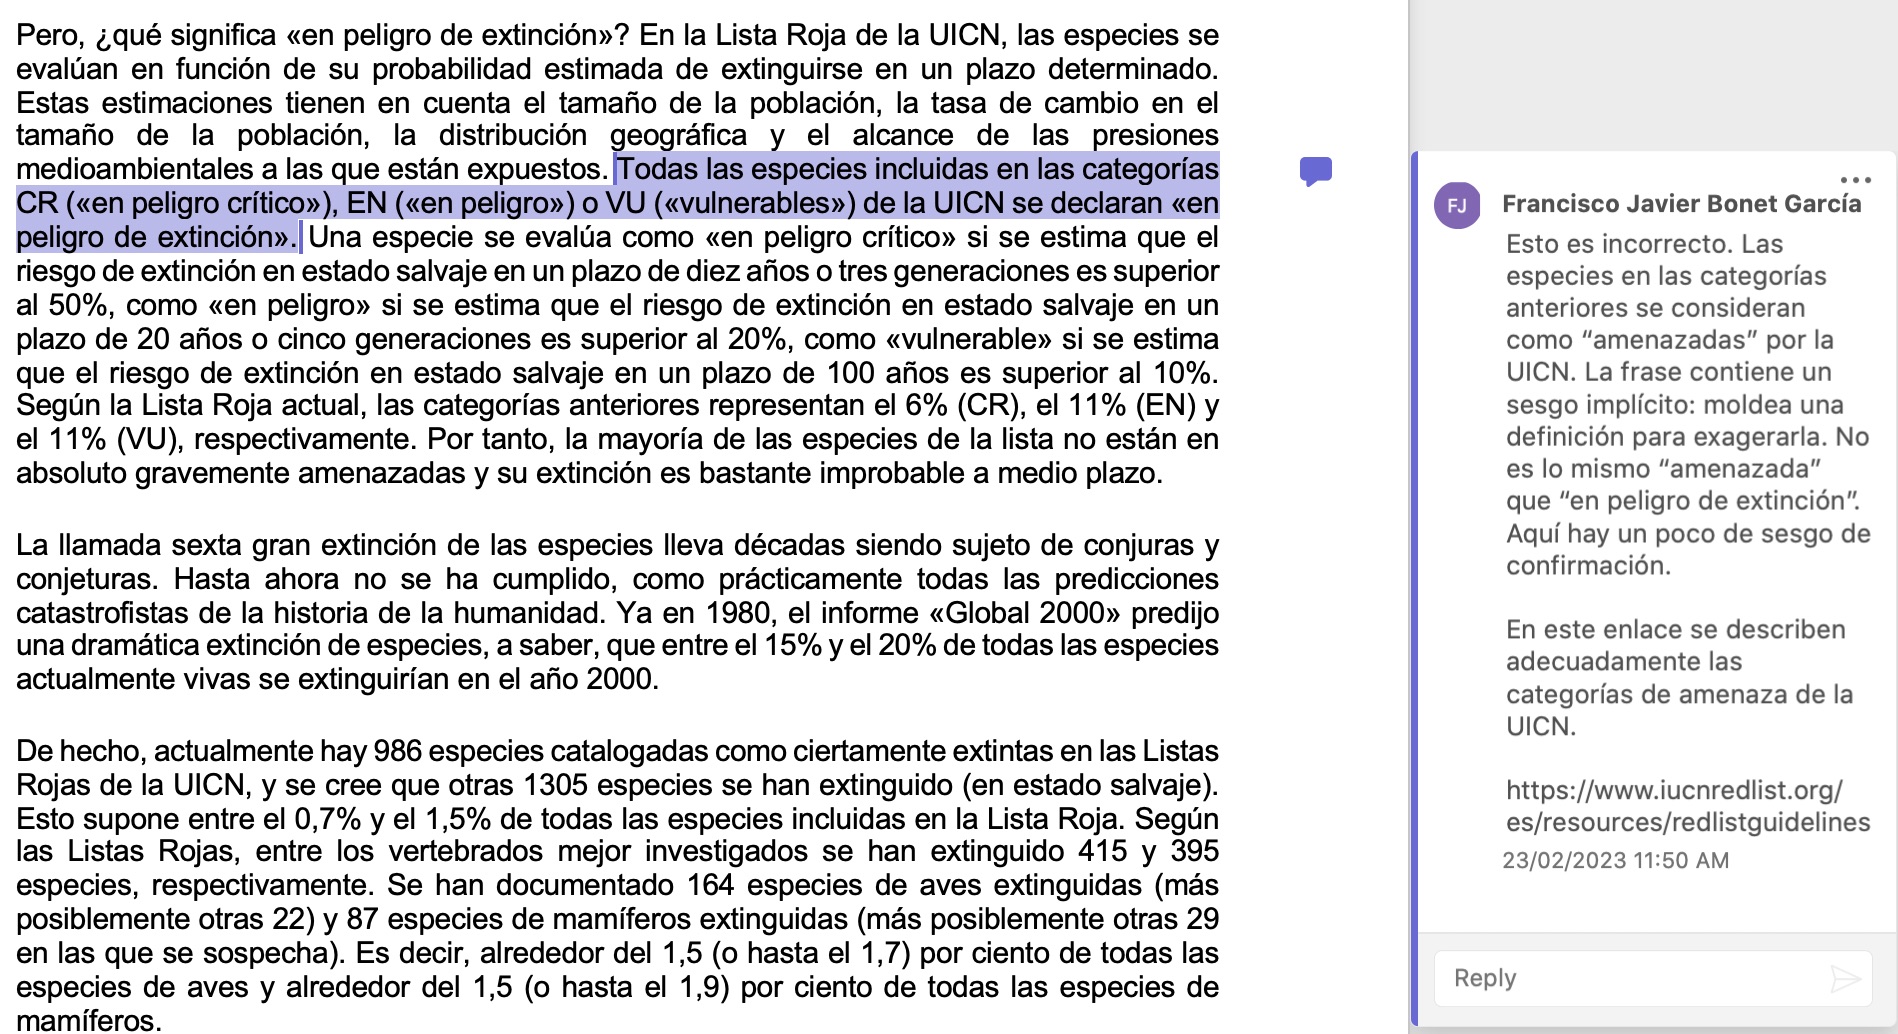 Pero, ¿qué significa «en peligro de extinción»? En la Lista Roja de la UICN, las especies se
evalúan en función de su probabilidad estimada de extinguirse en un plazo determinado.
Estas estimaciones tienen en cuenta el tamaño de la población, la tasa de cambio en el
tamaño de la población, la distribución geográfica y el alcance de las presiones
medioambientales a las que están expuestos. Todas las especies incluidas en las categorías
CR («en peligro crítico»), EN («en peligro») o VU («vulnerables») de la UICN se declaran «en
peligro de extinción». Una especie se evalúa como «en peligro crítico» si se estima que el
riesgo de extinción en estado salvaje en un plazo de diez años o tres generaciones es superior
al 50%, como «en peligro» si se estima que el riesgo de extinción en estado salvaje en un
plazo de 20 años o cinco generaciones es superior al 20%, como «vulnerable» si se estima
que el riesgo de extinción en estado salvaje en un plazo de 100 años es superior al 10%.
Según la Lista Roja actual, las categorías anteriores representan el 6% (CR), el 11% (EN) y
el 11% (VU), respectivamente. Por tanto, la mayoría de las especies de la lista no están en
absoluto gravemente amenazadas y su extinción es bastante improbable a medio plazo.
La llamada sexta gran extinción de las especies lleva décadas siendo sujeto de conjuras y
conjeturas. Hasta ahora no se ha cumplido, como prácticamente todas las predicciones
catastrofistas de la historia de la humanidad. Ya en 1980, el informe «Global 2000» predijo
una dramática extinción de especies, a saber, que entre el 15% y el 20% de todas las especies
actualmente vivas se extinguirían en el año 2000.
De hecho, actualmente hay 986 especies catalogadas como ciertamente extintas en las Listas
Rojas de la UICN, y se cree que otras 1305 especies se han extinguido (en estado salvaje).
Esto supone entre el 0,7% y el 1,5% de todas las especies incluidas en la Lista Roja. Según
las Listas Rojas, entre los vertebrados mejor investigados se han extinguido 415 y 395
especies, respectivamente. Se han documentado 164 especies de aves extinguidas (más
posiblemente otras 22) y 87 especies de mamíferos extinguidas (más posiblemente otras 29
en las que se sospecha). Es decir, alrededor del 1,5 (o hasta el 1,7) por ciento de todas las
especies de aves y alrededor del 1,5 (o hasta el 1,9) por ciento de todas las especies de
mamíferos.
FJ
Francisco Javier Bonet García
Esto es incorrecto. Las
especies en las categorías
anteriores se consideran
como “amenazadas” por la
UICN. La frase contiene un
sesgo implícito: moldea una
definición para exagerarla. No
es lo mismo “amenazada”
que “en peligro de extinción”.
Aquí hay un poco de sesgo de
confirmación.
En este enlace se describen
adecuadamente las
categorías de amenaza de la
UICN.
https://www.iucnredlist.org/
es/resources/redlistguidelines
23/02/2023 11:50 AM
Reply